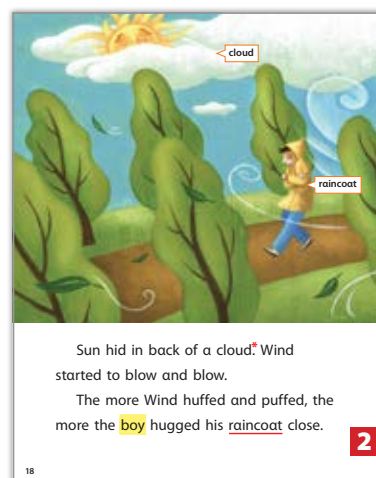 cloud
raincoat
Sun hid in back of a cloud.* Wind
started to blow and blow.
The more Wind huffed and puffed, the
more the boy hugged his raincoat close.
2
18